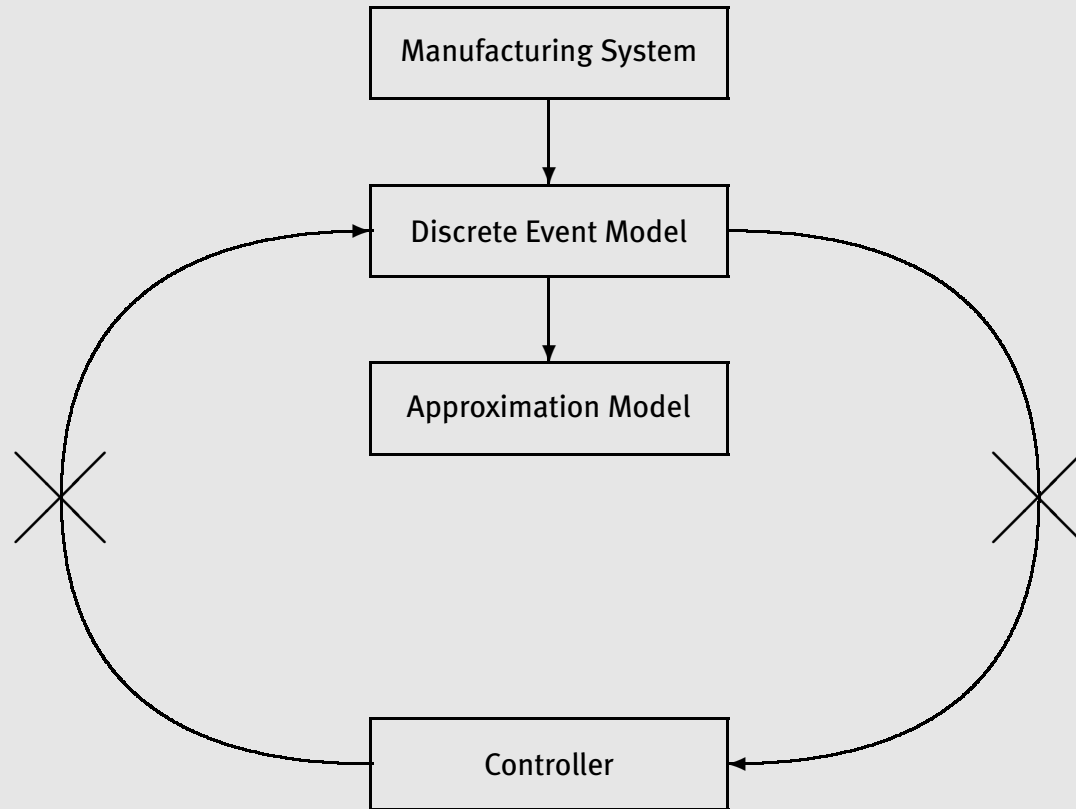 Manufacturing System
Discrete Event Model
Approximation Model
Controller